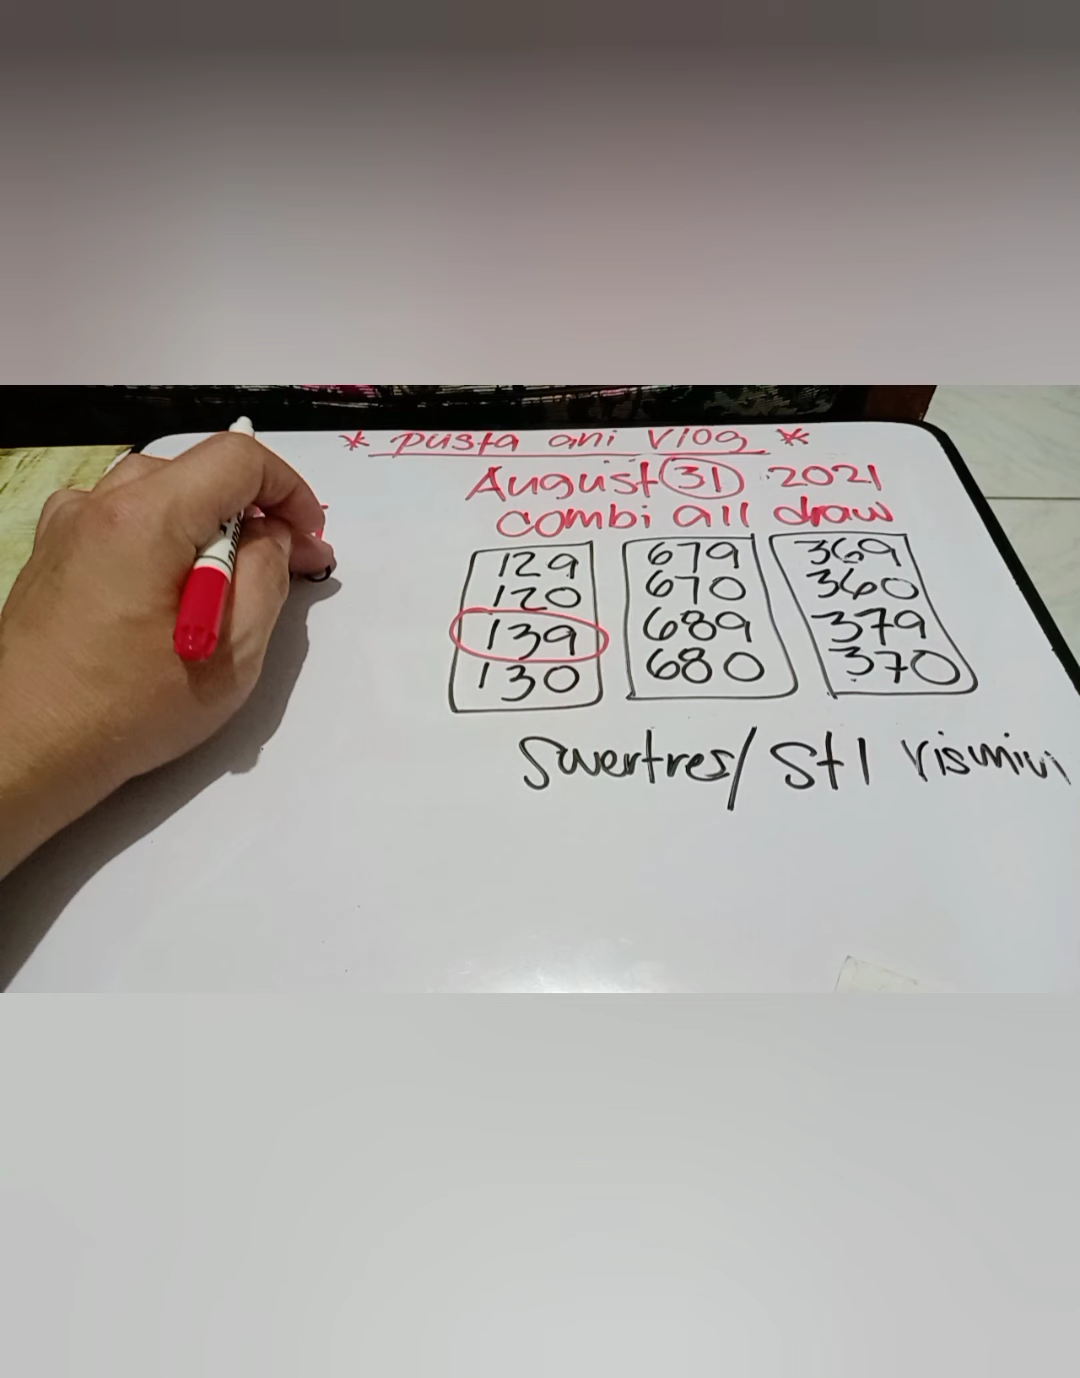 * pusta ani vlog *
August 31 2021
combi all draw
129 679 369
120 670 360
139 689 379
130 680 370
Swertres/ Stl vismin